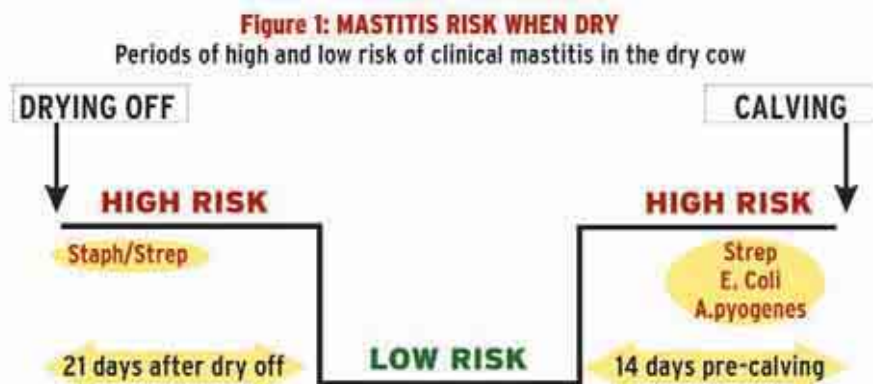 Figure 1: MASTITIS RISK WHEN DRY
Periods of high and low risk of clinical mastitis in the dry cow
DRYING OFF
CALVING
HIGH RISK
HIGH RISK
Staph/Strep
Strep
E. Coli
A.pyogenes
21 days after dry off
LOW RISK
14 days pre-calving